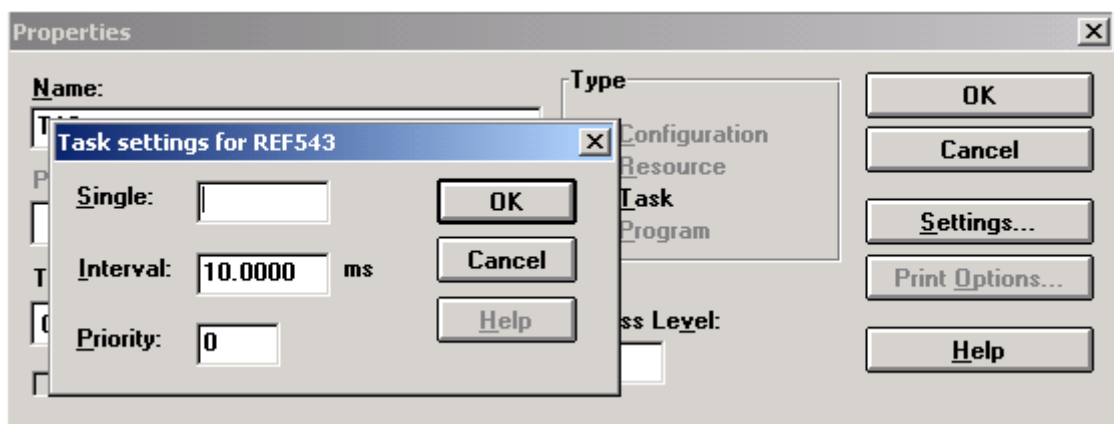 Properties
Name:
Type
OK
Task settings for REF543
Configuration
Cancel
Resource
Single:
OK
Task
Settings...
Program
Interval:
10.0000
ms
Cancel
Print Options...
Priority:
0
Help
Level:
Help